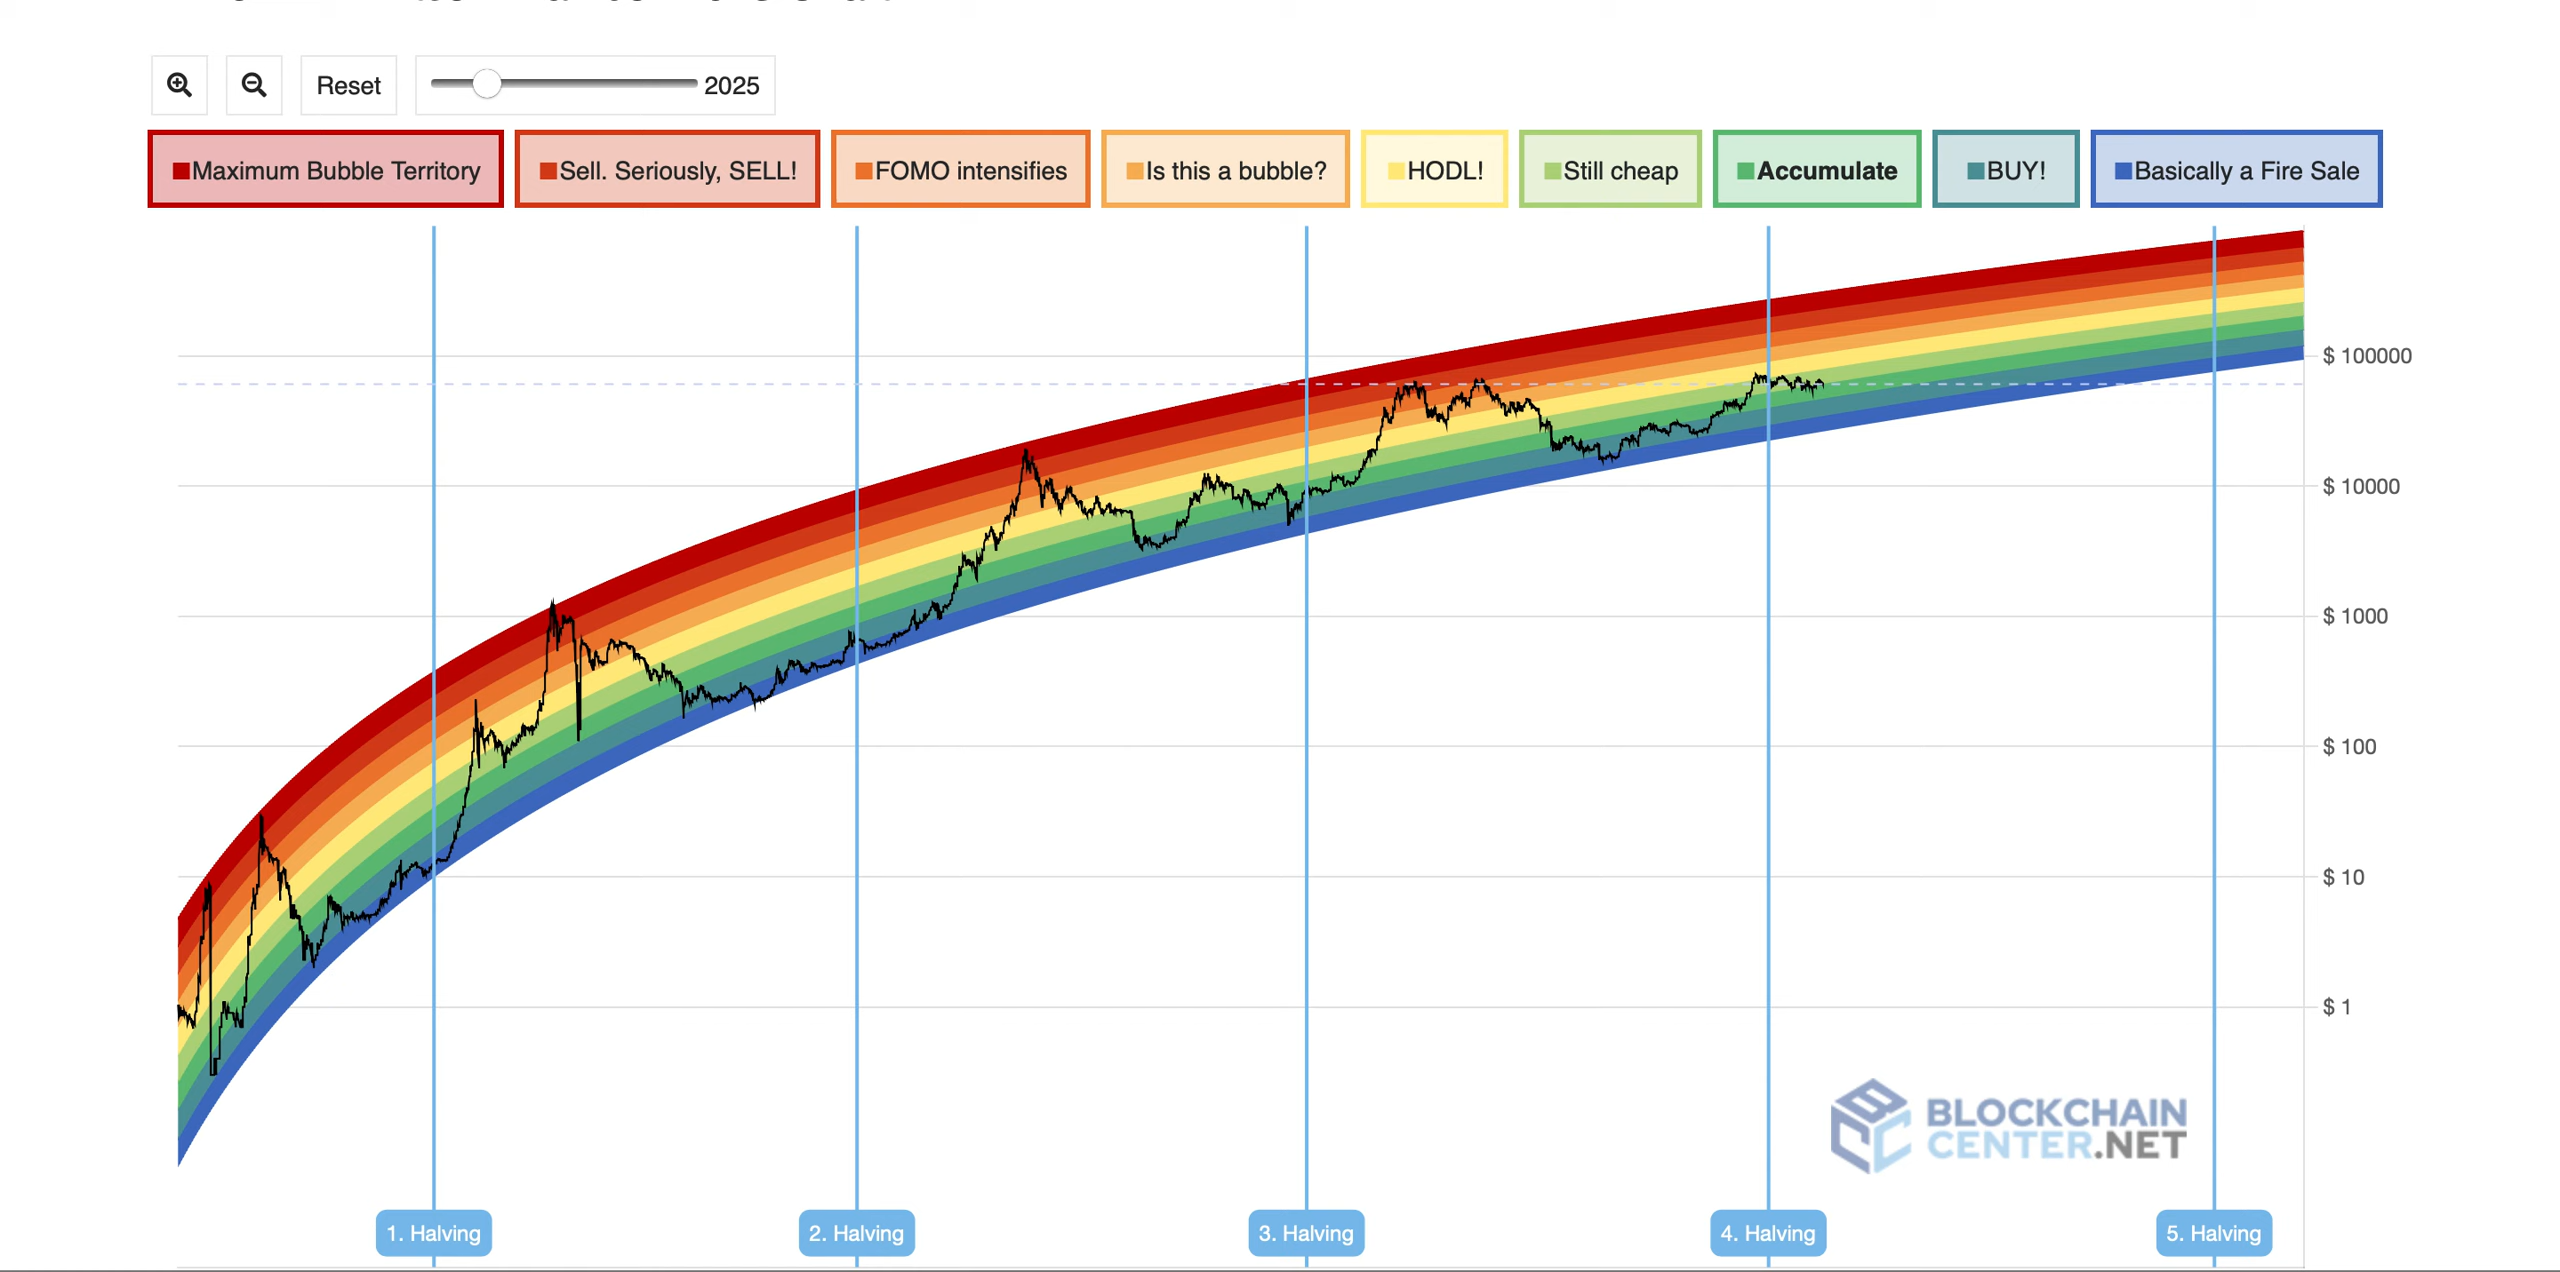 Reset
2025
Maximum Bubble Territory
Sell. Seriously, SELL!
FOMO intensifies
Is this a bubble?
HODL!
Still cheap
Accumulate
BUY!
Basically a Fire Sale
$ 100000
$ 10000
$ 1000
$ 100
$ 10
$ 1
BLOCKCHAIN
CENTER.NET
1. Halving
2. Halving
3. Halving
4. Halving
5. Halving